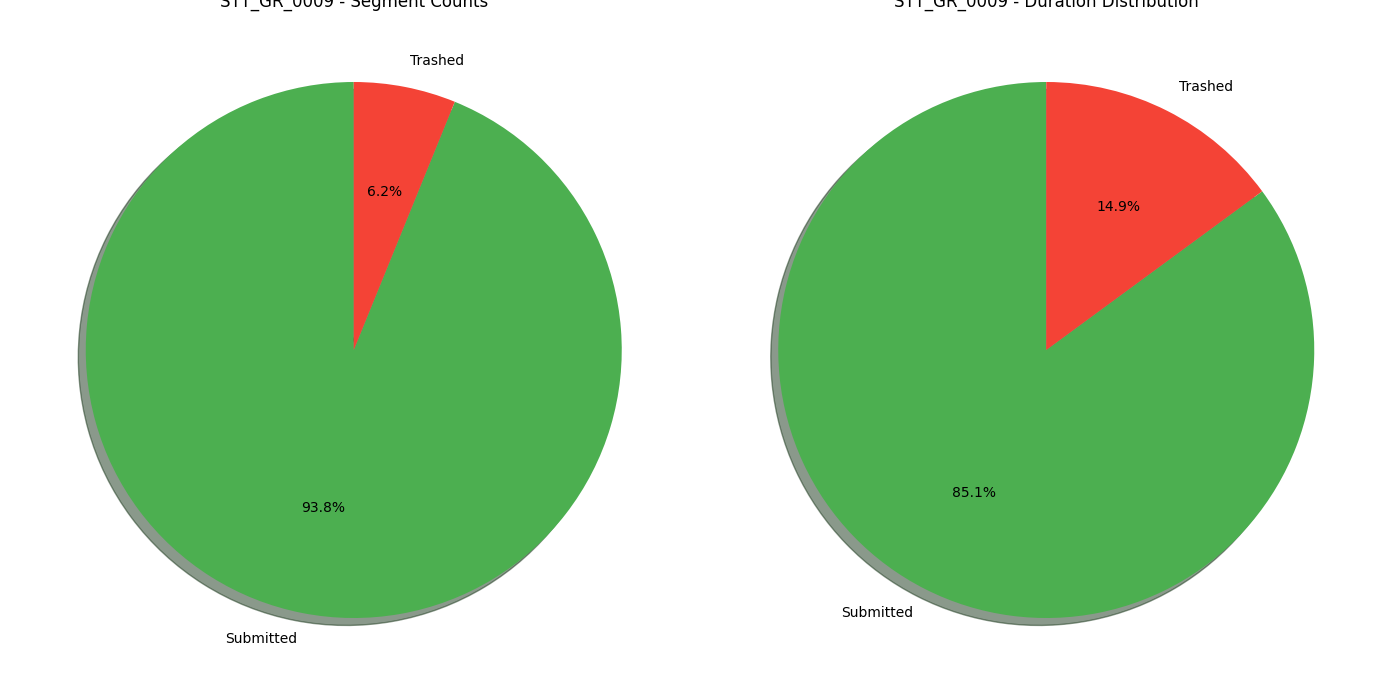 STT_GR_0009 - Segment Counts
Trashed
6.2%
93.8%
Submitted
STT_GR_0009 - Duration Distribution
Trashed
14.9%
85.1%
Submitted